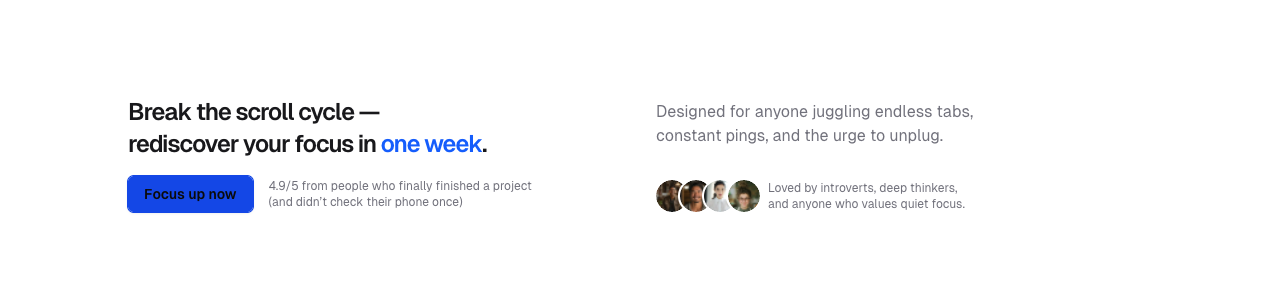 Break the scroll cycle —
rediscover your focus in one week.
Focus up now
4.9/5 from people who finally finished a project
(and didn't check their phone once)
Designed for anyone juggling endless tabs,
constant pings, and the urge to unplug.
Loved by introverts, deep thinkers,
and anyone who values quiet focus.